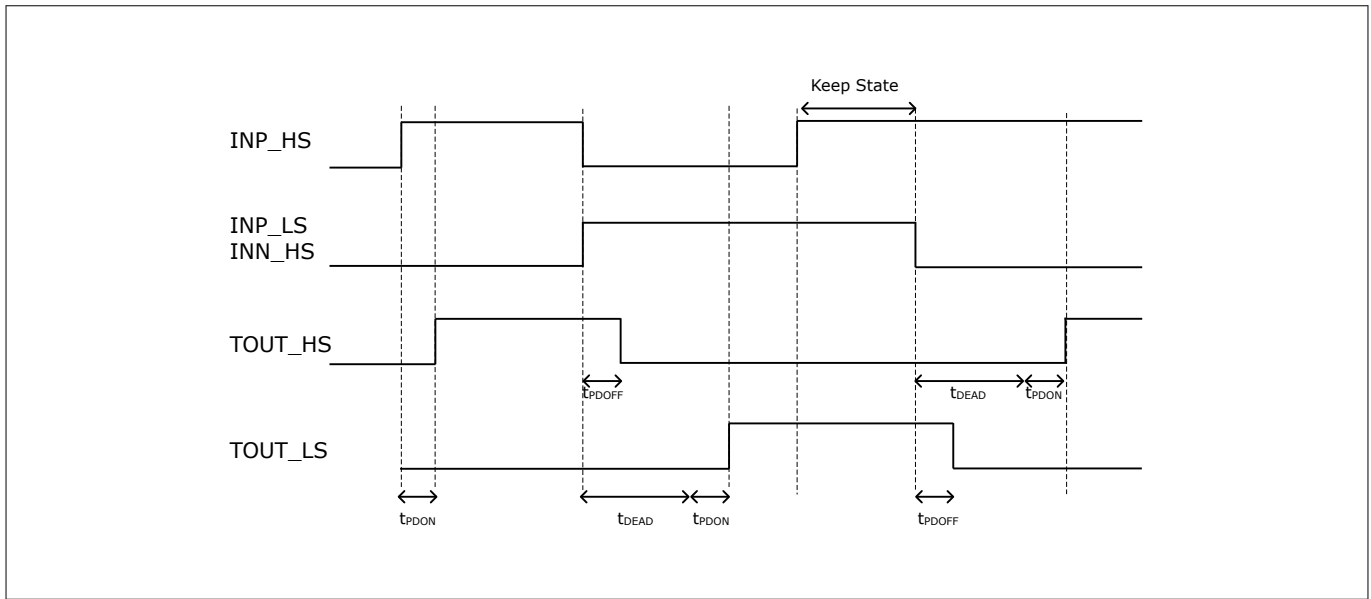 Keep State
INP_HS
INP_LS
INN_HS
TOUT_HS
tPDOFF
tDEAD
tPDON
TOUT_LS
tPDON
tDEAD
tPDON
tPDOFF